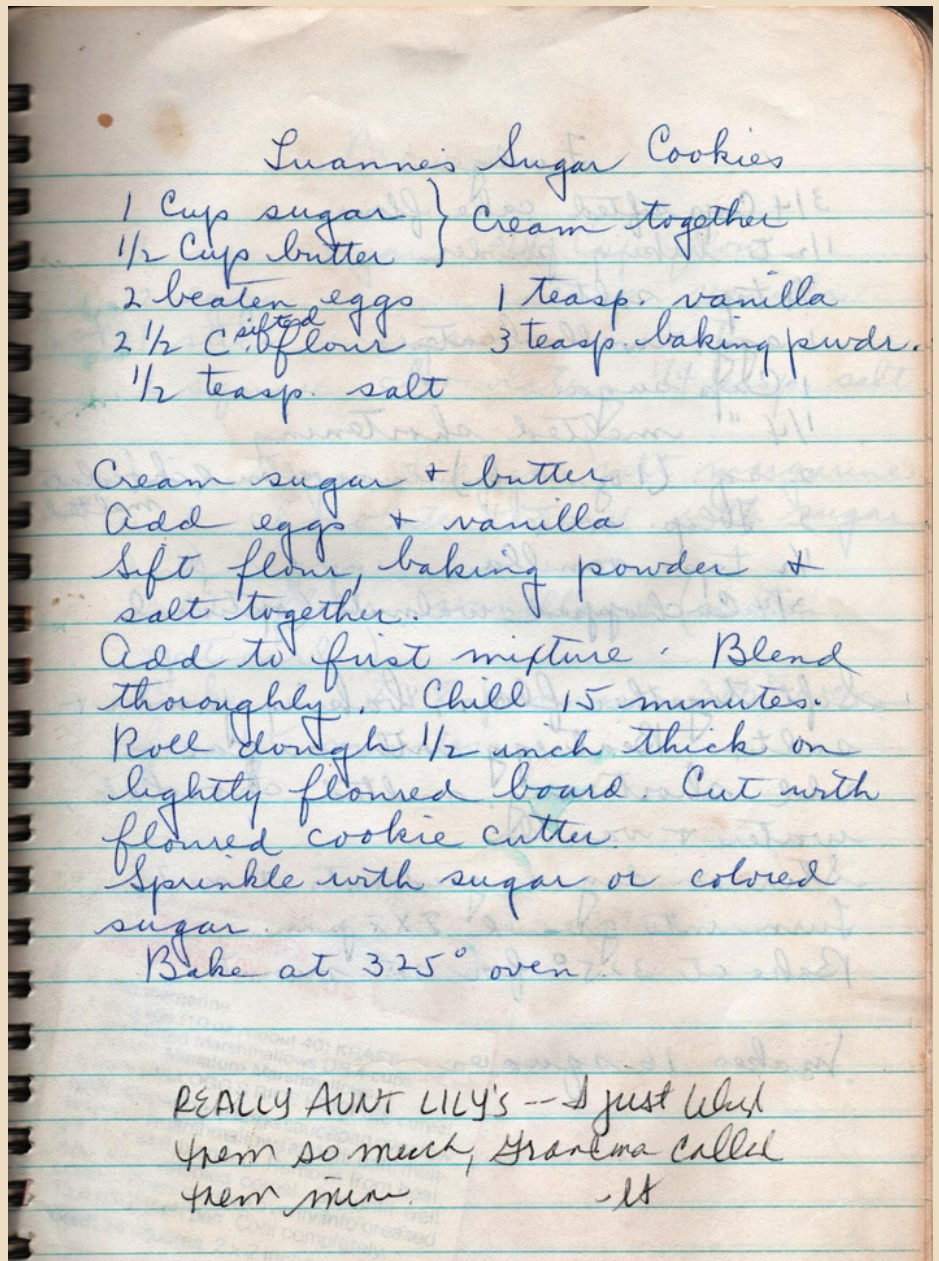 Luanne's Sugar Cookies
1 Cup sugar } Cream together
1/2 Cup butter
2 beaten eggs 1 teasp. vanilla
2 1/2 C. sifted flour 3 teasp. baking pwdr.
1/2 teasp. salt
Cream sugar + butter
Add eggs + vanilla
Sift flour, baking powder +
salt together.
Add to first mixture. Blend
thoroughly. Chill 15 minutes.
Roll dough 1/2 inch thick on
lightly floured board. Cut with
floured cookie cutter.
Sprinkle with sugar or colored
sugar.
Bake at 325° oven.
REALLY AUNT LILY'S -- I just liked
them so much, Grandma called
them mine.